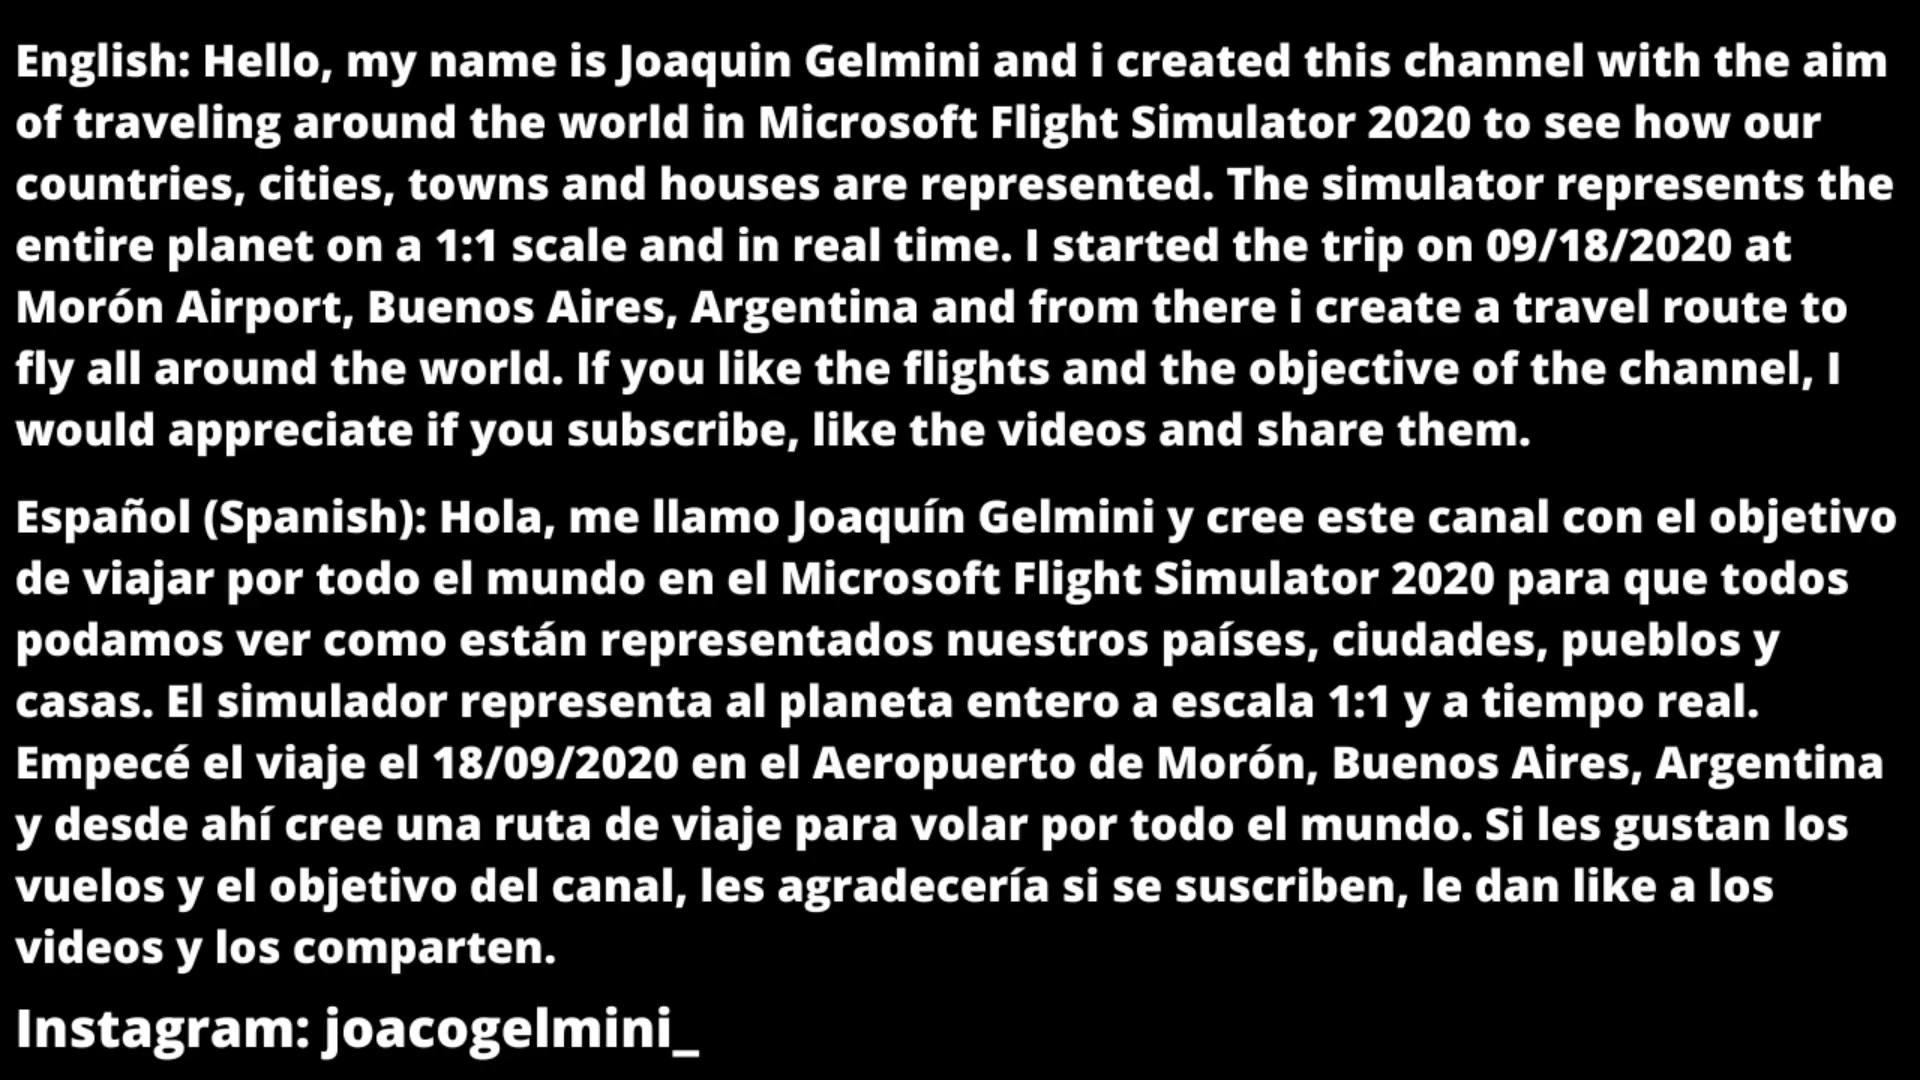 English: Hello, my name is Joaquin Gelmini and i created this channel with the aim
of traveling around the world in Microsoft Flight Simulator 2020 to see how our
countries, cities, towns and houses are represented. The simulator represents the
entire planet on a 1:1 scale and in real time. I started the trip on 09/18/2020 at
Morón Airport, Buenos Aires, Argentina and from there i create a travel route to
fly all around the world. If you like the flights and the objective of the channel, I
would appreciate if you subscribe, like the videos and share them.
Español (Spanish): Hola, me llamo Joaquín Gelmini y cree este canal con el objetivo
de viajar por todo el mundo en el Microsoft Flight Simulator 2020 para que todos
podamos ver como están representados nuestros países, ciudades, pueblos y
casas. El simulador representa al planeta entero a escala 1:1 y a tiempo real.
Empecé el viaje el 18/09/2020 en el Aeropuerto de Morón, Buenos Aires, Argentina
y desde ahí cree una ruta de viaje para volar por todo el mundo. Si les gustan los
vuelos y el objetivo del canal, les agradecería si se suscriben, le dan like a los
videos y los comparten.
Instagram: joacogelmini_